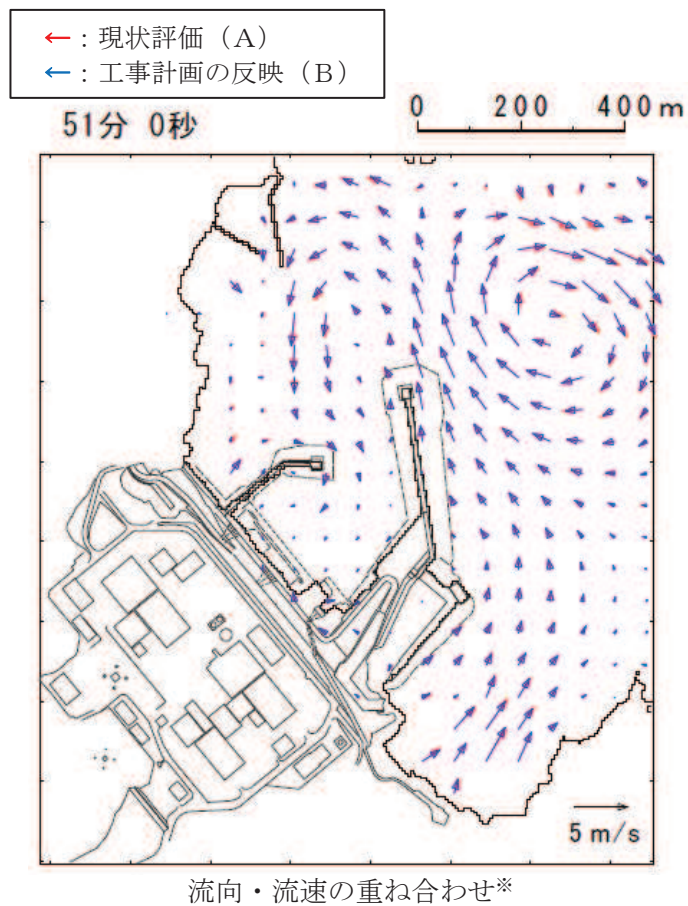 ←：現状評価（A）
←：工事計画の反映（B）
51分 0秒
0 200 400m
5m/s
流向・流速の重ね合わせ※